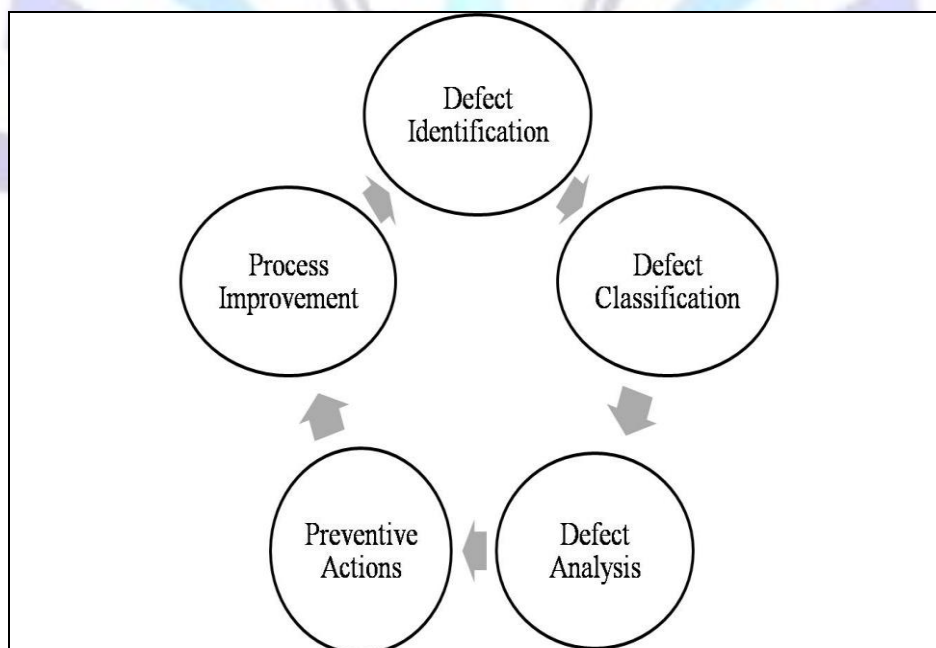 Defect
Identification
Defect
Classification
Defect
Analysis
Preventive
Actions
Process
Improvement